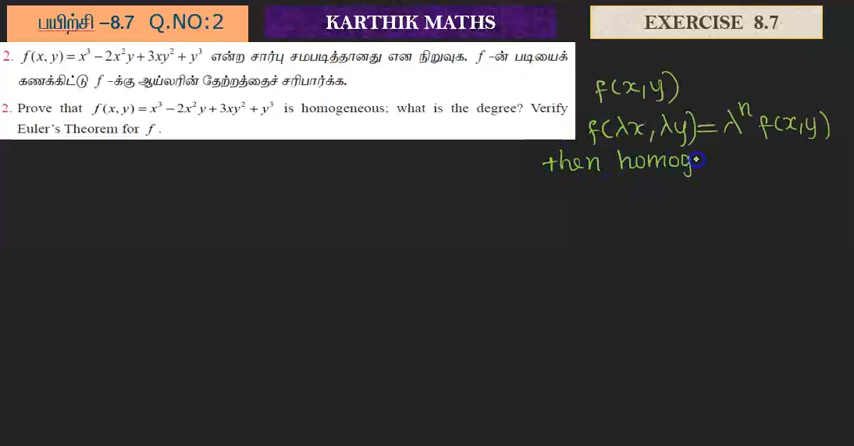 பயிற்சி –8.7 Q.NO:2
KARTHIK MATHS
EXERCISE 8.7
2. f(x, y) = x³ − 2x²y + 3xy² + y³ என்ற சார்பு சமபடித்தானது என நிறுவுக. f -ன் படியைக்
கணக்கிட்டு f -க்கு ஆய்லரின் தேற்றத்தைச் சரிபார்க்க.
2. Prove that f(x, y) = x³ − 2x²y + 3xy² + y³ is homogeneous; what is the degree? Verify
Euler's Theorem for f .
f(x,y)
f(λx, λy) = λⁿ f(x,y)
then homog